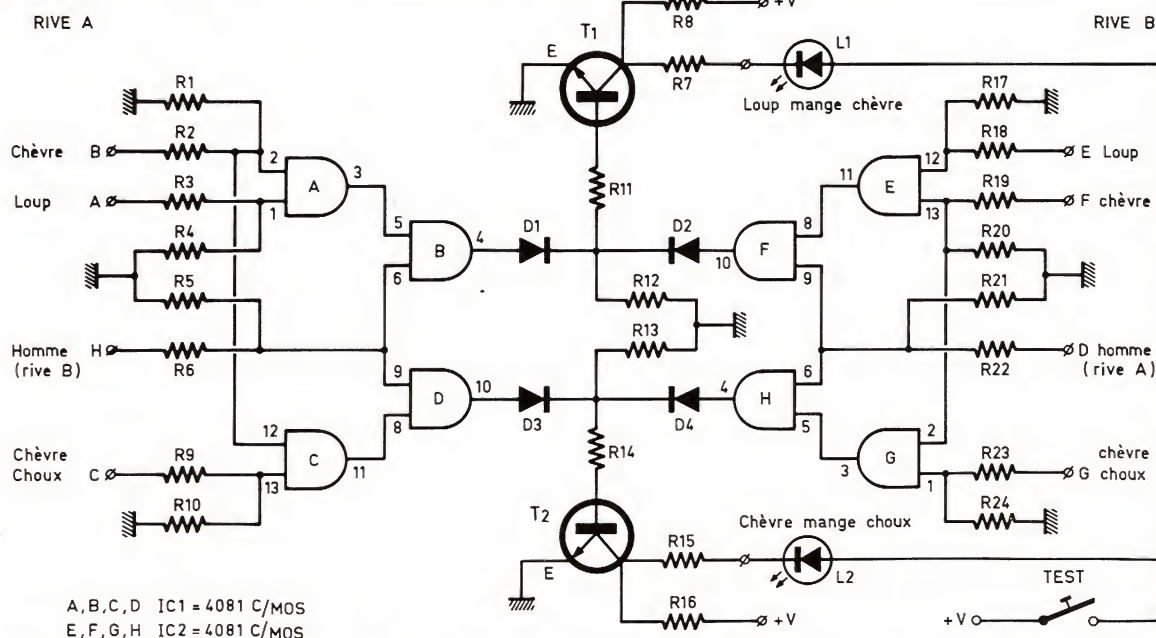 RIVE A
RIVE B
+V
R8
T1
E
R7
L1
Loup mange chèvre
R1
R17
Chèvre B
R2
2
A
3
R18
E Loup
12
E
11
Loup A
R3
1
R11
R19
F chèvre
13
R4
5
B
4
D1
D2
F
8
10
R20
R5
6
9
R21
R12
R13
Homme H
(rive B)
R6
D homme
(rive A)
R22
9
D
10
8
D3
D4
4
H
6
5
Chèvre
Choux C
R9
12
C
11
13
R14
2
G
3
1
R23
chèvre
G choux
R10
T2
R24
Chèvre mange choux
E
R15
L2
TEST
R16
+V
+V
A,B,C,D IC1 = 4081 C/MOS
E,F,G,H IC2 = 4081 C/MOS